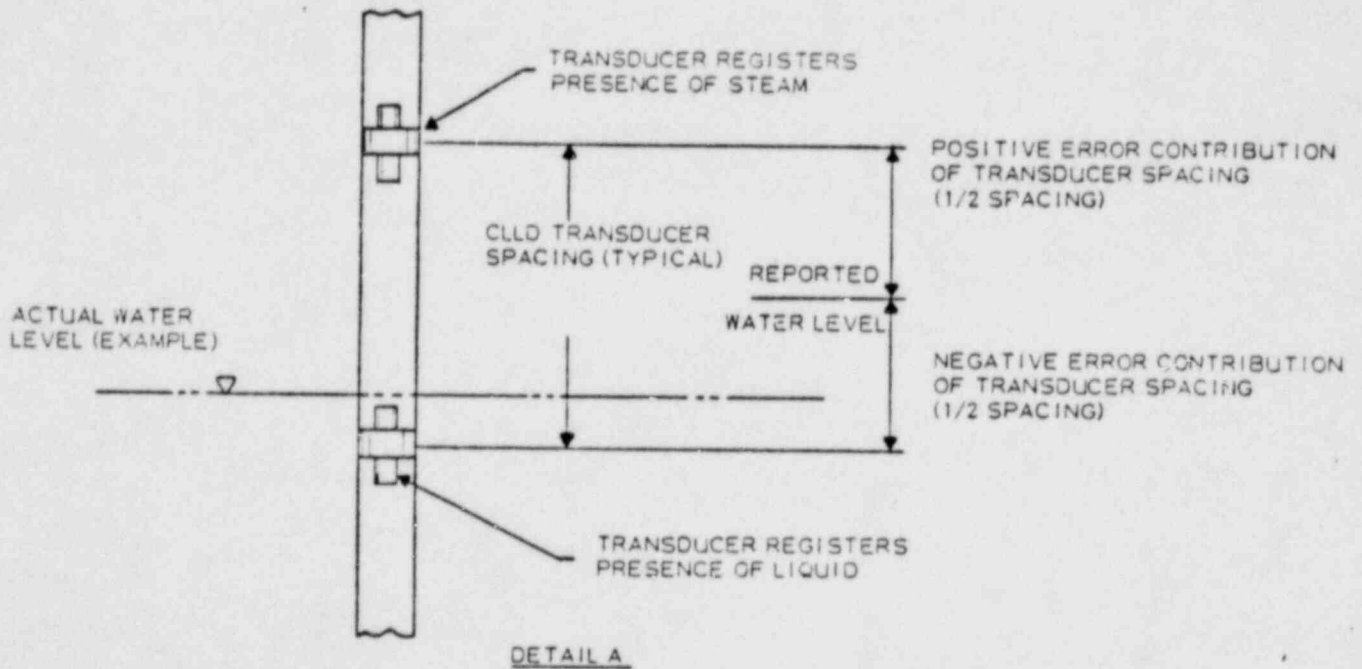 TRANSDUCER REGISTERS
PRESENCE OF STEAM
POSITIVE ERROR CONTRIBUTION
OF TRANSDUCER SPACING
(1/2 SPACING)
CLLD TRANSDUCER
SPACING (TYPICAL)
REPORTED
WATER LEVEL
ACTUAL WATER
LEVEL (EXAMPLE)
NEGATIVE ERROR CONTRIBUTION
OF TRANSDUCER SPACING
(1/2 SPACING)
TRANSDUCER REGISTERS
PRESENCE OF LIQUID
DETAIL A